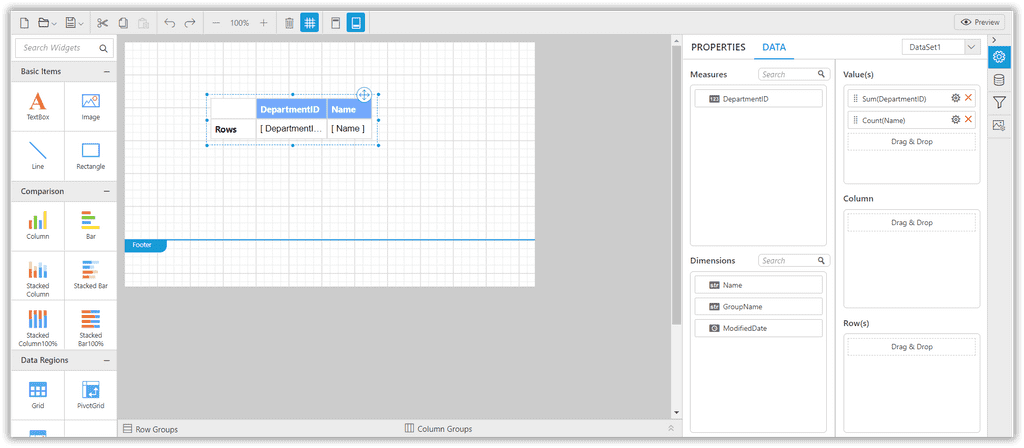 100%
Preview
Search Widgets
Basic Items
TextBox
Image
Line
Rectangle
Comparison
Column
Bar
Stacked
Column
Stacked Bar
Stacked
Column100%
Stacked
Bar100%
Data Regions
Grid
PivotGrid
DepartmentID
Name
Rows
[ DepartmentI...
[ Name ]
Footer
Row Groups
Column Groups
PROPERTIES
DATA
DataSet1
Measures
Search
123 DepartmentID
Dimensions
Search
str Name
str GroupName
ModifiedDate
Value(s)
Sum(DepartmentID)
Count(Name)
Drag & Drop
Column
Drag & Drop
Row(s)
Drag & Drop